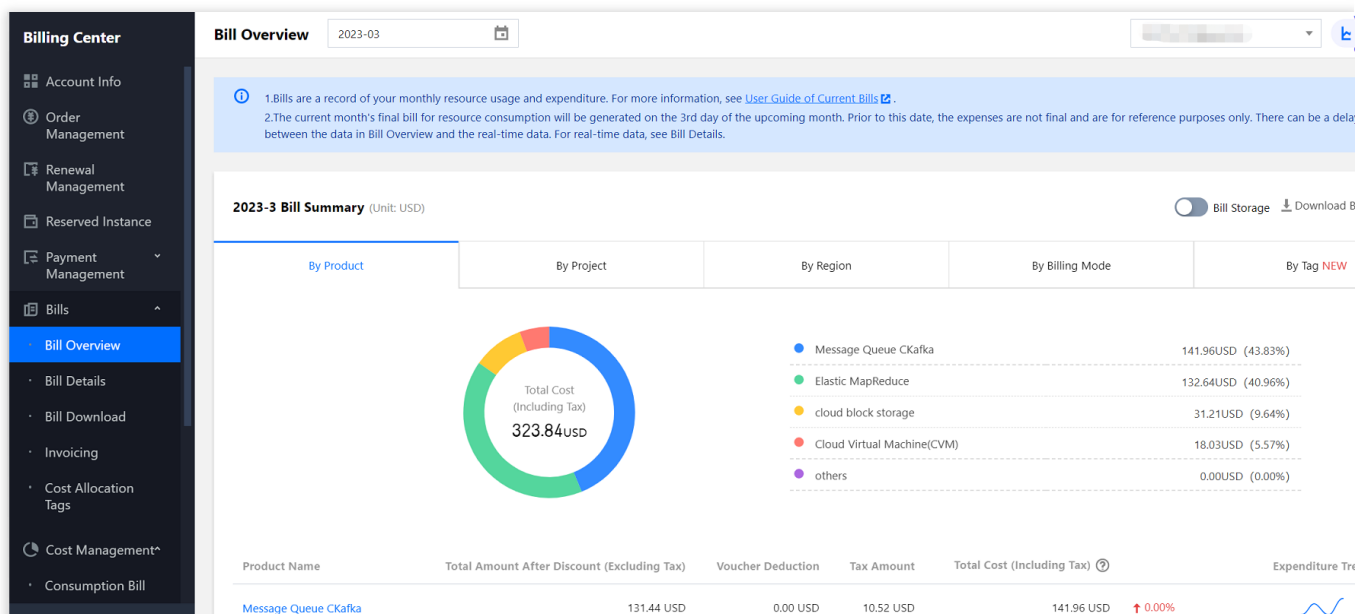 Billing Center
Account Info
Order
Management
Renewal
Management
Reserved Instance
Payment
Management
Bills
Bill Overview
Bill Details
Bill Download
Invoicing
Cost Allocation
Tags
Cost Management
Consumption Bill
Bill Overview
2023-03
1.Bills are a record of your monthly resource usage and expenditure. For more information, see User Guide of Current Bills .
2.The current month's final bill for resource consumption will be generated on the 3rd day of the upcoming month. Prior to this date, the expenses are not final and are for reference purposes only. There can be a delay
between the data in Bill Overview and the real-time data. For real-time data, see Bill Details.
2023-3 Bill Summary (Unit: USD)
Bill Storage Download B
By Product By Project By Region By Billing Mode By Tag NEW
Total Cost
(Including Tax)
323.84USD
Message Queue CKafka 141.96USD (43.83%)
Elastic MapReduce 132.64USD (40.96%)
cloud block storage 31.21USD (9.64%)
Cloud Virtual Machine(CVM) 18.03USD (5.57%)
others 0.00USD (0.00%)
Product Name Total Amount After Discount (Excluding Tax) Voucher Deduction Tax Amount Total Cost (Including Tax) Expenditure Tre
Message Queue CKafka 131.44 USD 0.00 USD 10.52 USD 141.96 USD 0.00%